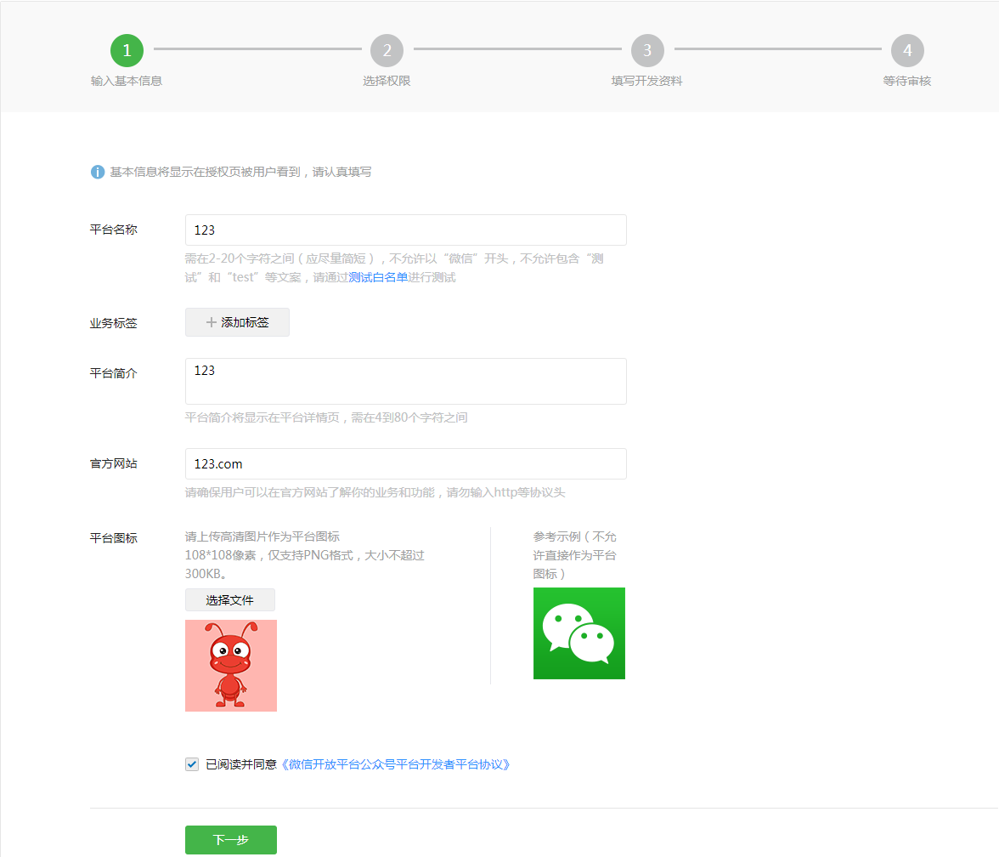 1
2
3
4
输入基本信息
选择权限
填写开发资料
等待审核
基本信息将显示在授权页被用户看到，请认真填写
平台名称
123
需在2-20个字符之间（应尽量简短），不允许以“微信”开头，不允许包含“测
试”和“test”等文案，请通过测试白名单进行测试
业务标签
添加标签
平台简介
123
平台简介将显示在平台详情页，需在4到80个字符之间
官方网站
123.com
请确保用户可以在官方网站了解你的业务和功能，请勿输入http等协议头
平台图标
请上传高清图片作为平台图标
108*108像素，仅支持PNG格式，大小不超过
300KB。
选择文件
参考示例（不允
许直接作为平台
图标）
已阅读并同意《微信开放平台公众号平台开发者平台协议》
下一步